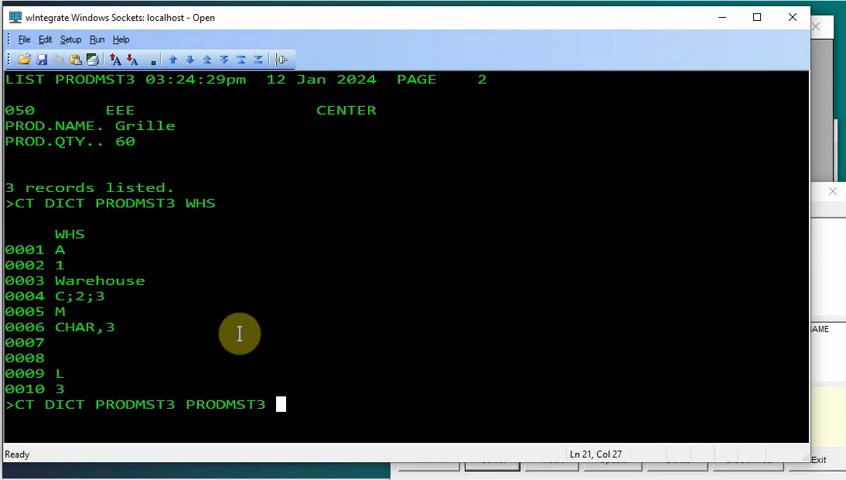 wIntegrate Windows Sockets: localhost - Open
File Edit Setup Run Help
LIST PRODMST3 03:24:29pm 12 Jan 2024 PAGE 2
050 EEE CENTER
PROD.NAME. Grille
PROD.QTY.. 60
3 records listed.
>CT DICT PRODMST3 WHS
WHS
0001 A
0002 1
0003 Warehouse
0004 C;2;3
0005 M
0006 CHAR,3
0007
0008
0009 L
0010 3
>CT DICT PRODMST3 PRODMST3
NAME
Ready Ln 21, Col 27
Exit